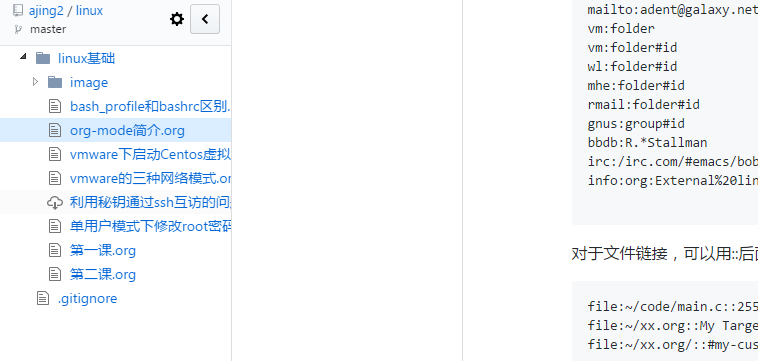 ajing2 / linux
master
linux基础
image
bash_profile和bashrc区别.
org-mode简介.org
vmware下启动Centos虚拟
vmware的三种网络模式.or
利用秘钥通过ssh互访的问
单用户模式下修改root密码
第一课.org
第二课.org
.gitignore
mailto:adent@galaxy.net
vm:folder
vm:folder#id
wl:folder#id
mhe:folder#id
rmail:folder#id
gnus:group#id
bbdb:R.*Stallman
irc:/irc.com/#emacs/bob
info:org:External%20lin
对于文件链接，可以用::后面
file:~/code/main.c::255
file:~/xx.org::My Targe
file:~/xx.org/::#my-cus